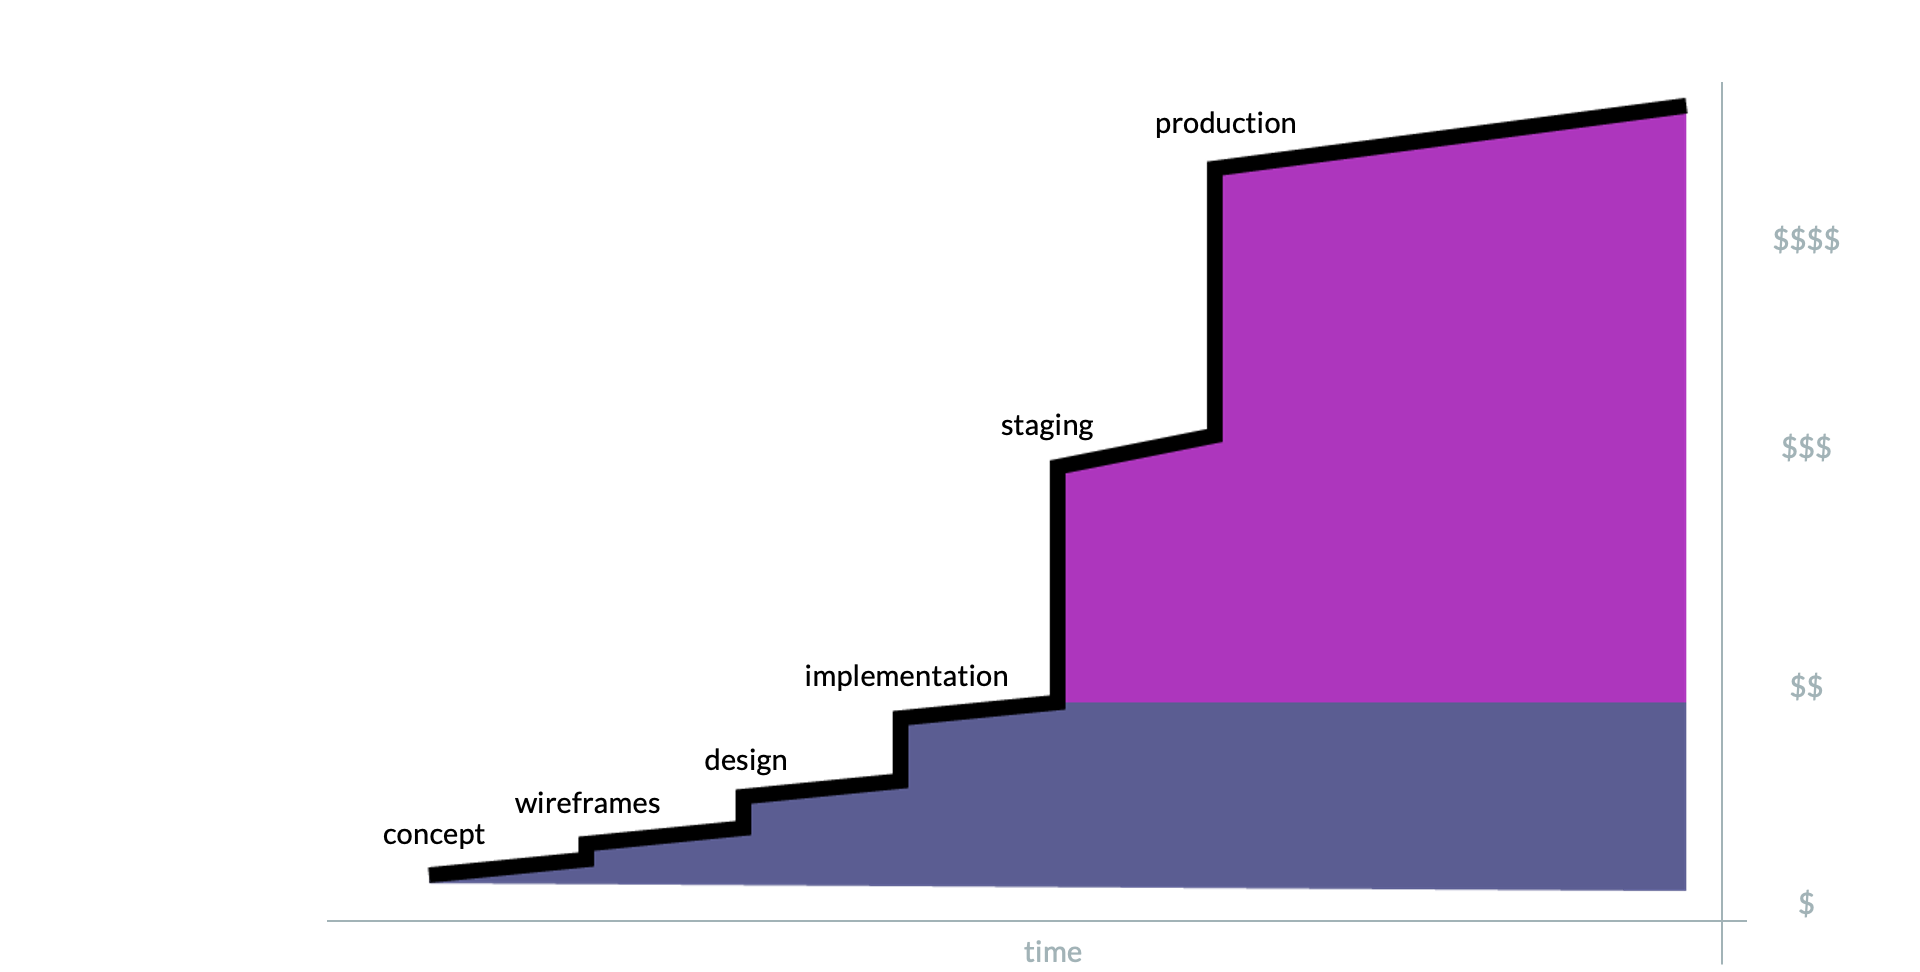 production
$$$$
staging
$$$
implementation
$$
design
wireframes
concept
$
time